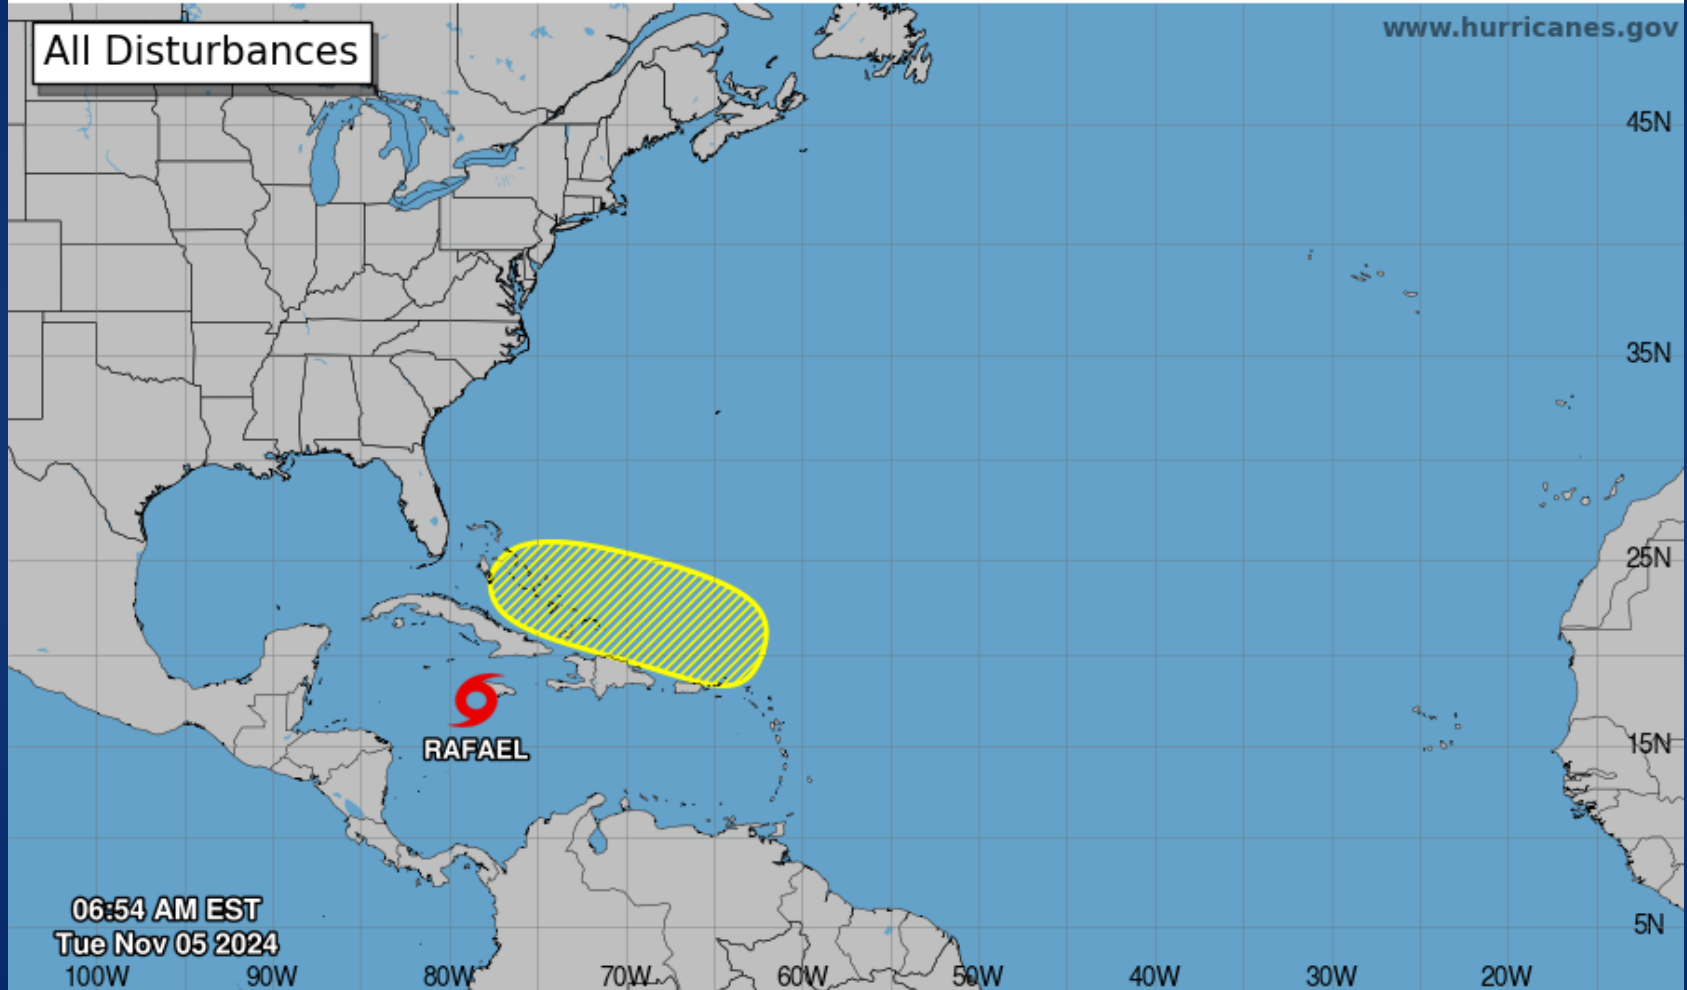 All Disturbances
www.hurricanes.gov
45N
35N
25N
15N
5N
RAFAEL
06:54 AM EST
Tue Nov 05 2024
100W 90W 80W 70W 60W 50W 40W 30W 20W